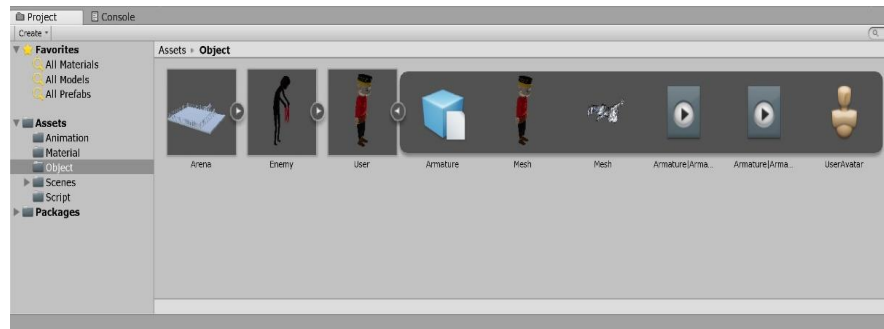 Project Console
Create
Favorites
All Materials
All Models
All Prefabs
Assets
Animation
Material
Object
Scenes
Script
Packages
Assets Object
Arena Enemy User Armature Mesh Mesh Armature|Arma... Armature|Arma... UserAvatar